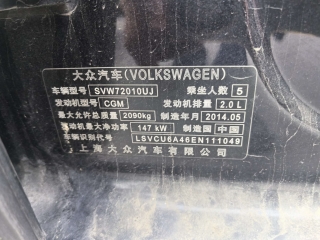 大众汽车(VOLKSWAGEN)
车辆型号 SVW72010UJ 乘坐人数 5
发动机型号 CGM 发动机排量 2.0 L
最大允许总质量 2090kg 制造年月 2014.05
发动机最大净功率 147 kW 制造国 中国
车辆识别代号 LSVCU6A46EN111049
上海大众汽车有限公司